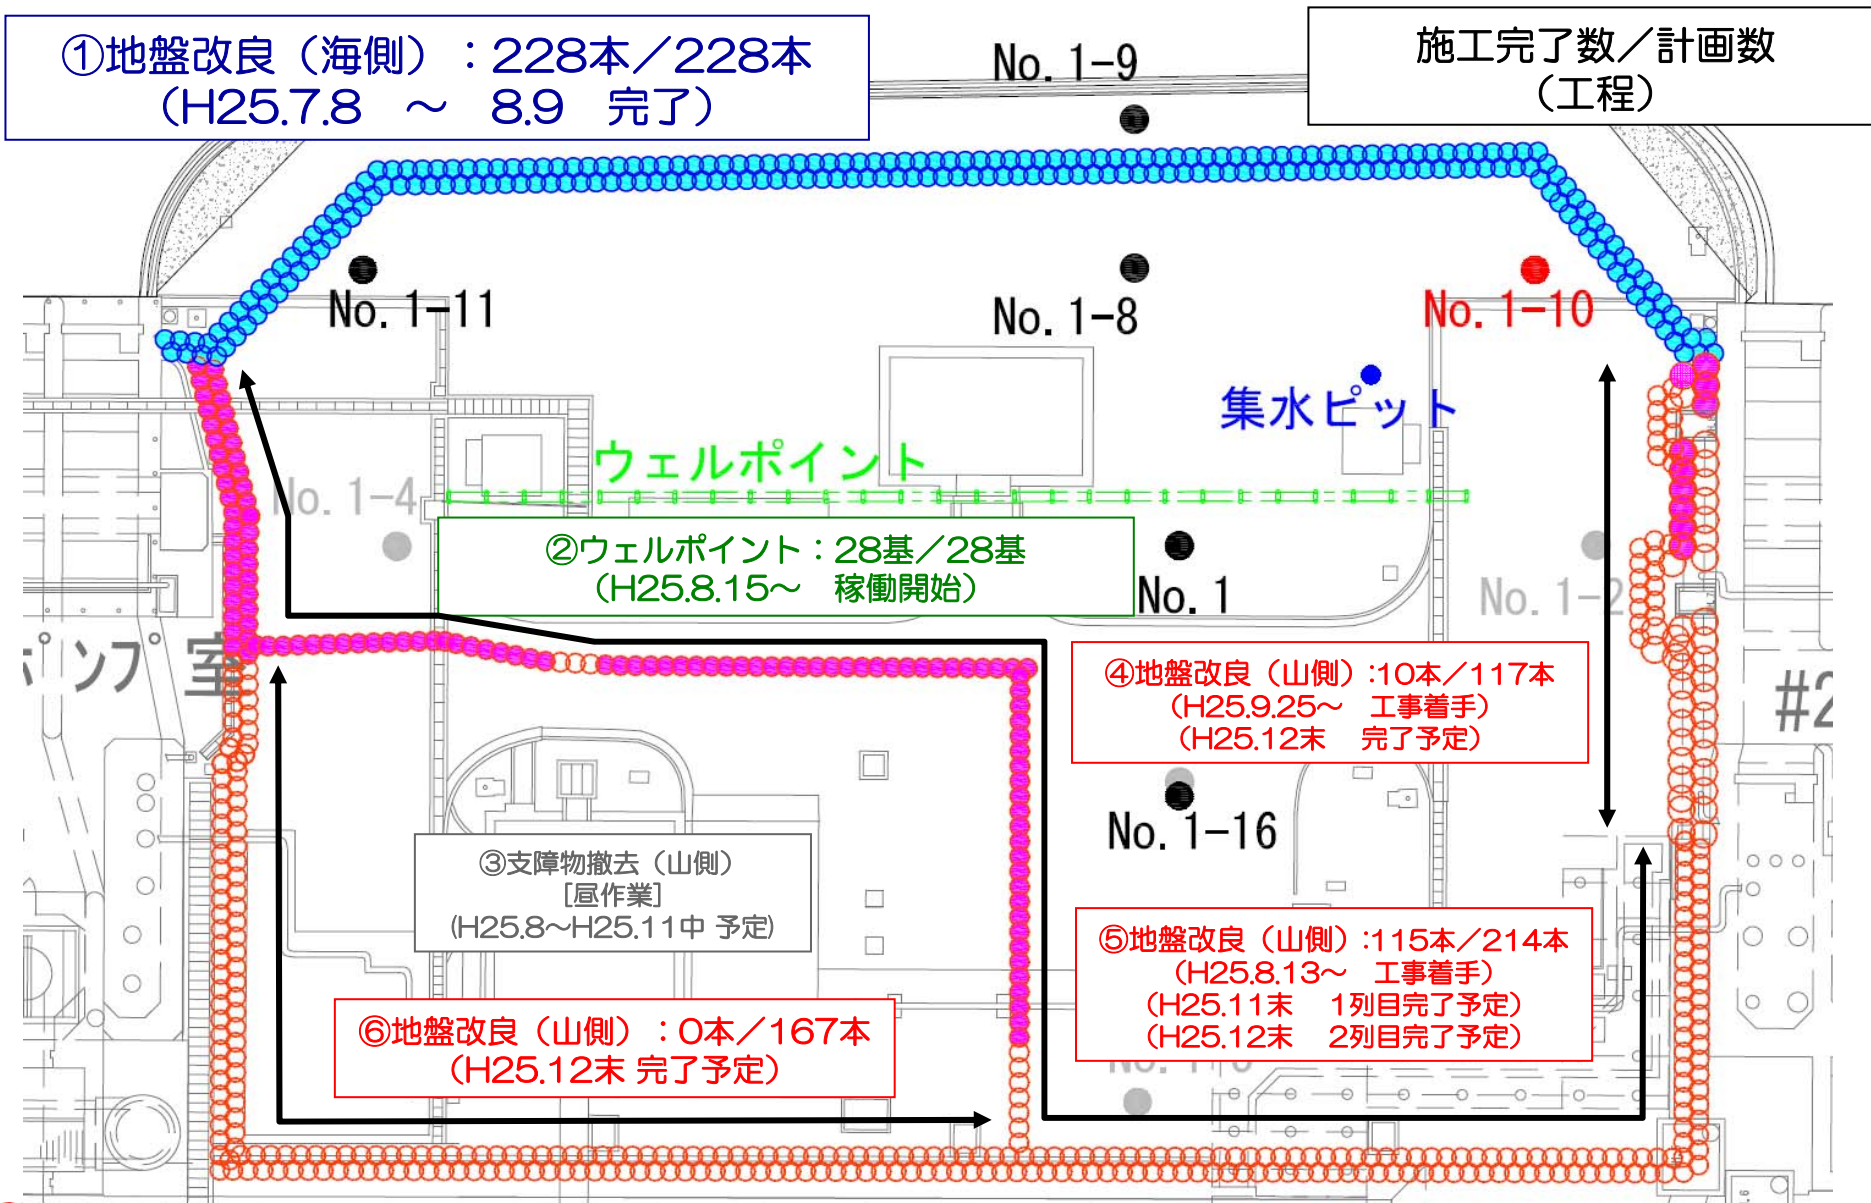 ①地盤改良（海側）：228本／228本
（H25.7.8　～　8.9　完了）
施工完了数／計画数
（工程）
No. 1-9
No. 1-11
No. 1-8
No. 1-10
集水ピット
ウェルポイント
No. 1-4
②ウェルポイント：28基／28基
（H25.8.15～　稼働開始）
No. 1
No. 1-2
ポンプ室
④地盤改良（山側）：10本／117本
（H25.9.25～　工事着手）
（H25.12末　完了予定）
#2
No. 1-16
③支障物撤去（山側）
［昼作業］
（H25.8～H25.11中 予定）
⑤地盤改良（山側）：115本／214本
（H25.8.13～　工事着手）
（H25.11末　1列目完了予定）
（H25.12末　2列目完了予定）
⑥地盤改良（山側）：0本／167本
（H25.12末 完了予定）